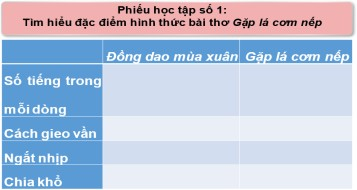 Phiếu học tập số 1:
Tìm hiểu đặc điểm hình thức bài thơ Gặp lá cơm nếp
Đồng dao mùa xuân Gặp lá cơm nếp
Số tiếng trong
mỗi dòng
Cách gieo vần
Ngắt nhịp
Chia khổ